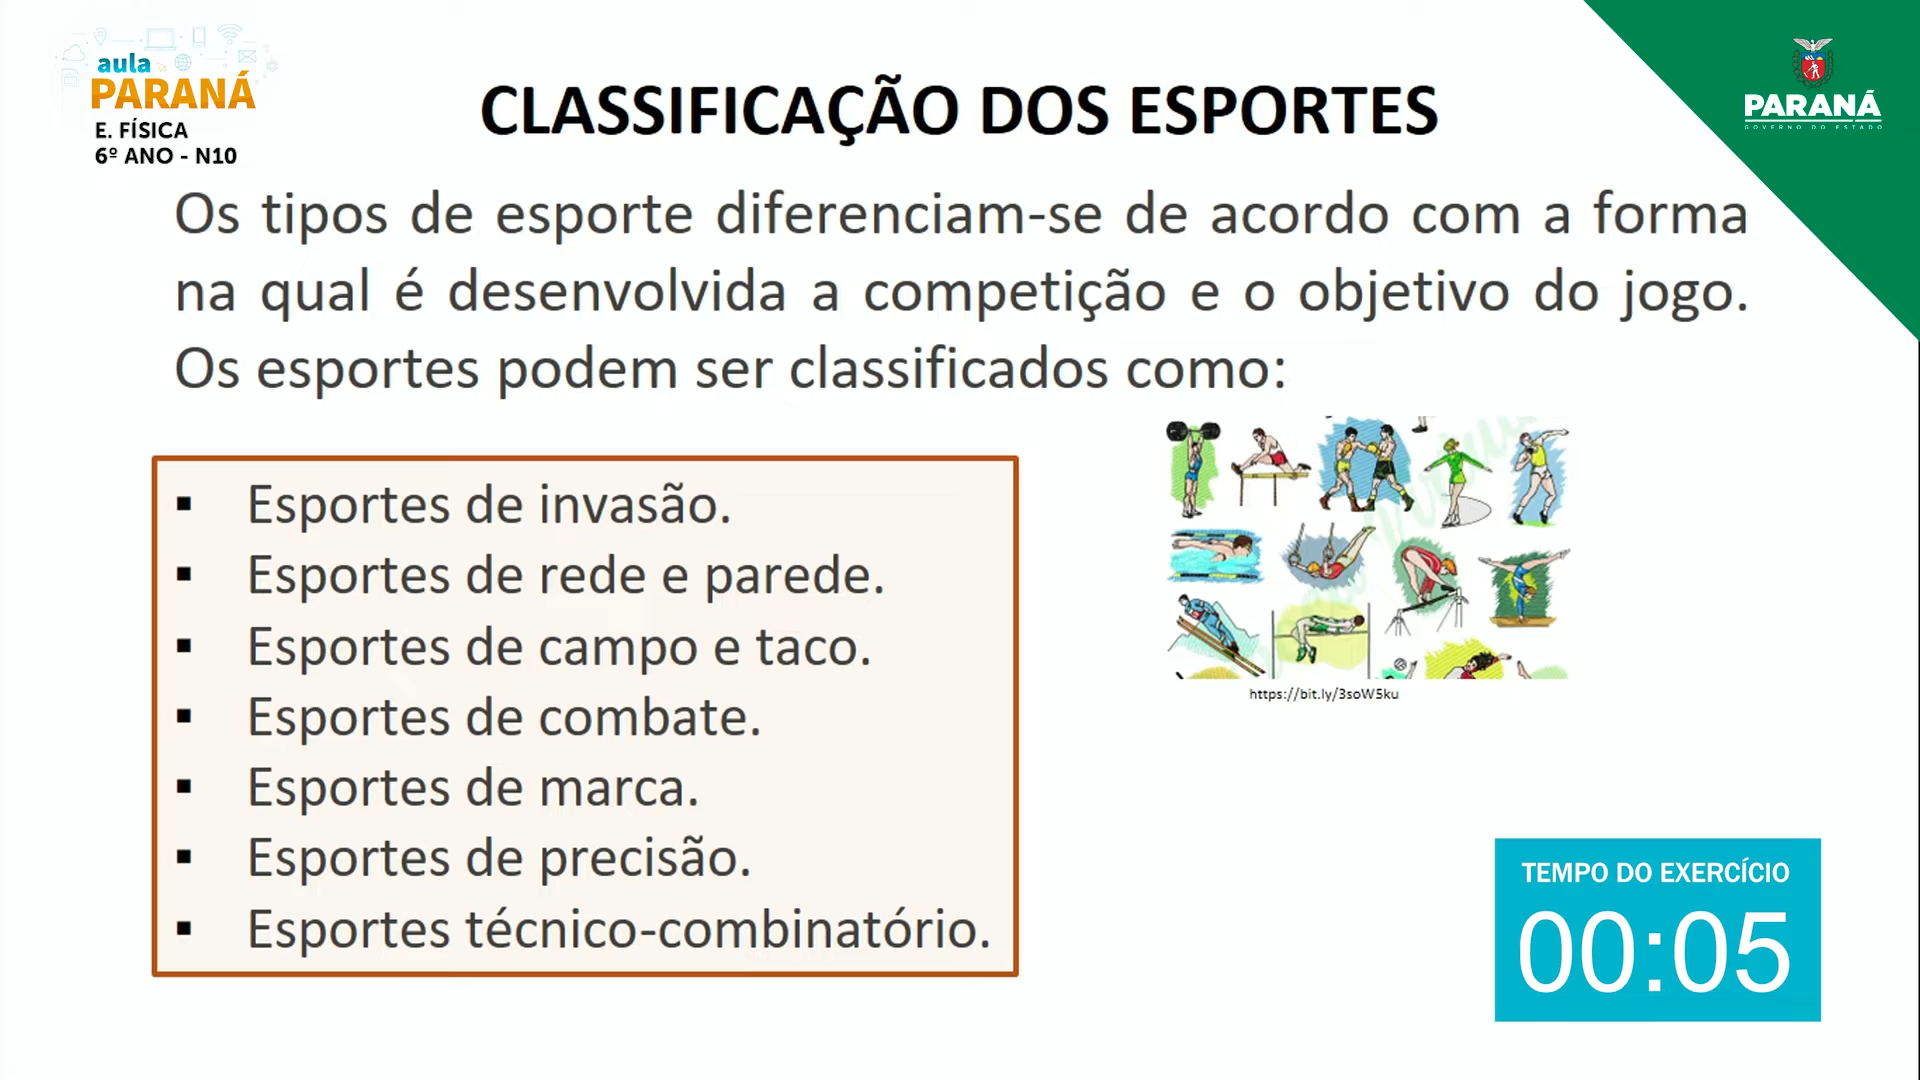 aula
PARANÁ
E. FÍSICA
6º ANO - N10
PARANÁ
GOVERNO DO ESTADO
CLASSIFICAÇÃO DOS ESPORTES
Os tipos de esporte diferenciam-se de acordo com a forma
na qual é desenvolvida a competição e o objetivo do jogo.
Os esportes podem ser classificados como:
▪ Esportes de invasão.
▪ Esportes de rede e parede.
▪ Esportes de campo e taco.
▪ Esportes de combate.
▪ Esportes de marca.
▪ Esportes de precisão.
▪ Esportes técnico-combinatório.
https://bit.ly/3soW5ku
TEMPO DO EXERCÍCIO
00:05